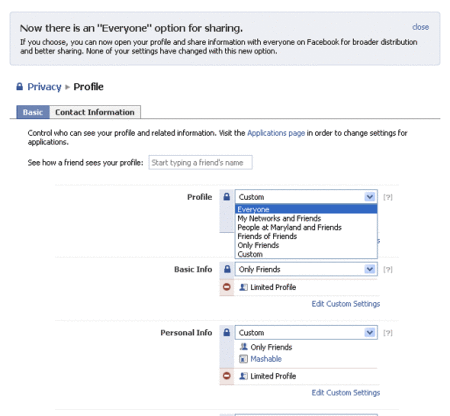 Now there is an "Everyone" option for sharing.
close
If you choose, you can now open your profile and share information with everyone on Facebook for broader distribution
and better sharing. None of your settings have changed with this new option.
Privacy ▸ Profile
Basic Contact Information
Control who can see your profile and related information. Visit the Applications page in order to change settings for
applications.
See how a friend sees your profile: Start typing a friend's name
Profile Custom [?]
Everyone
My Networks and Friends
People at Maryland and Friends
Friends of Friends
Only Friends
Custom
s
Basic Info Only Friends [?]
Limited Profile
Edit Custom Settings
Personal Info Custom [?]
Only Friends
Mashable
Limited Profile
Edit Custom Settings